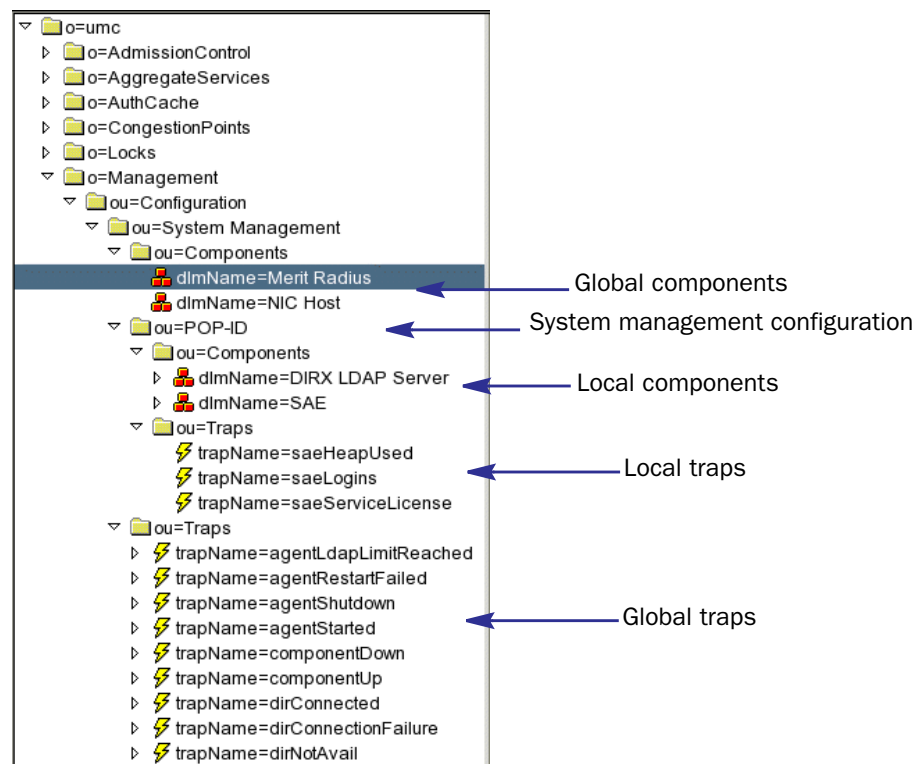 o=umc
o=AdmissionControl
o=AggregateServices
o=AuthCache
o=CongestionPoints
o=Locks
o=Management
ou=Configuration
ou=System Management
ou=Components
dlmName=Merit Radius
Global components
dlmName=NIC Host
ou=POP-ID
System management configuration
ou=Components
dlmName=DIRX LDAP Server
Local components
dlmName=SAE
ou=Traps
trapName=saeHeapUsed
trapName=saeLogins
Local traps
trapName=saeServiceLicense
ou=Traps
trapName=agentLdapLimitReached
trapName=agentRestartFailed
trapName=agentShutdown
Global traps
trapName=agentStarted
trapName=componentDown
trapName=componentUp
trapName=dirConnected
trapName=dirConnectionFailure
trapName=dirNotAvail